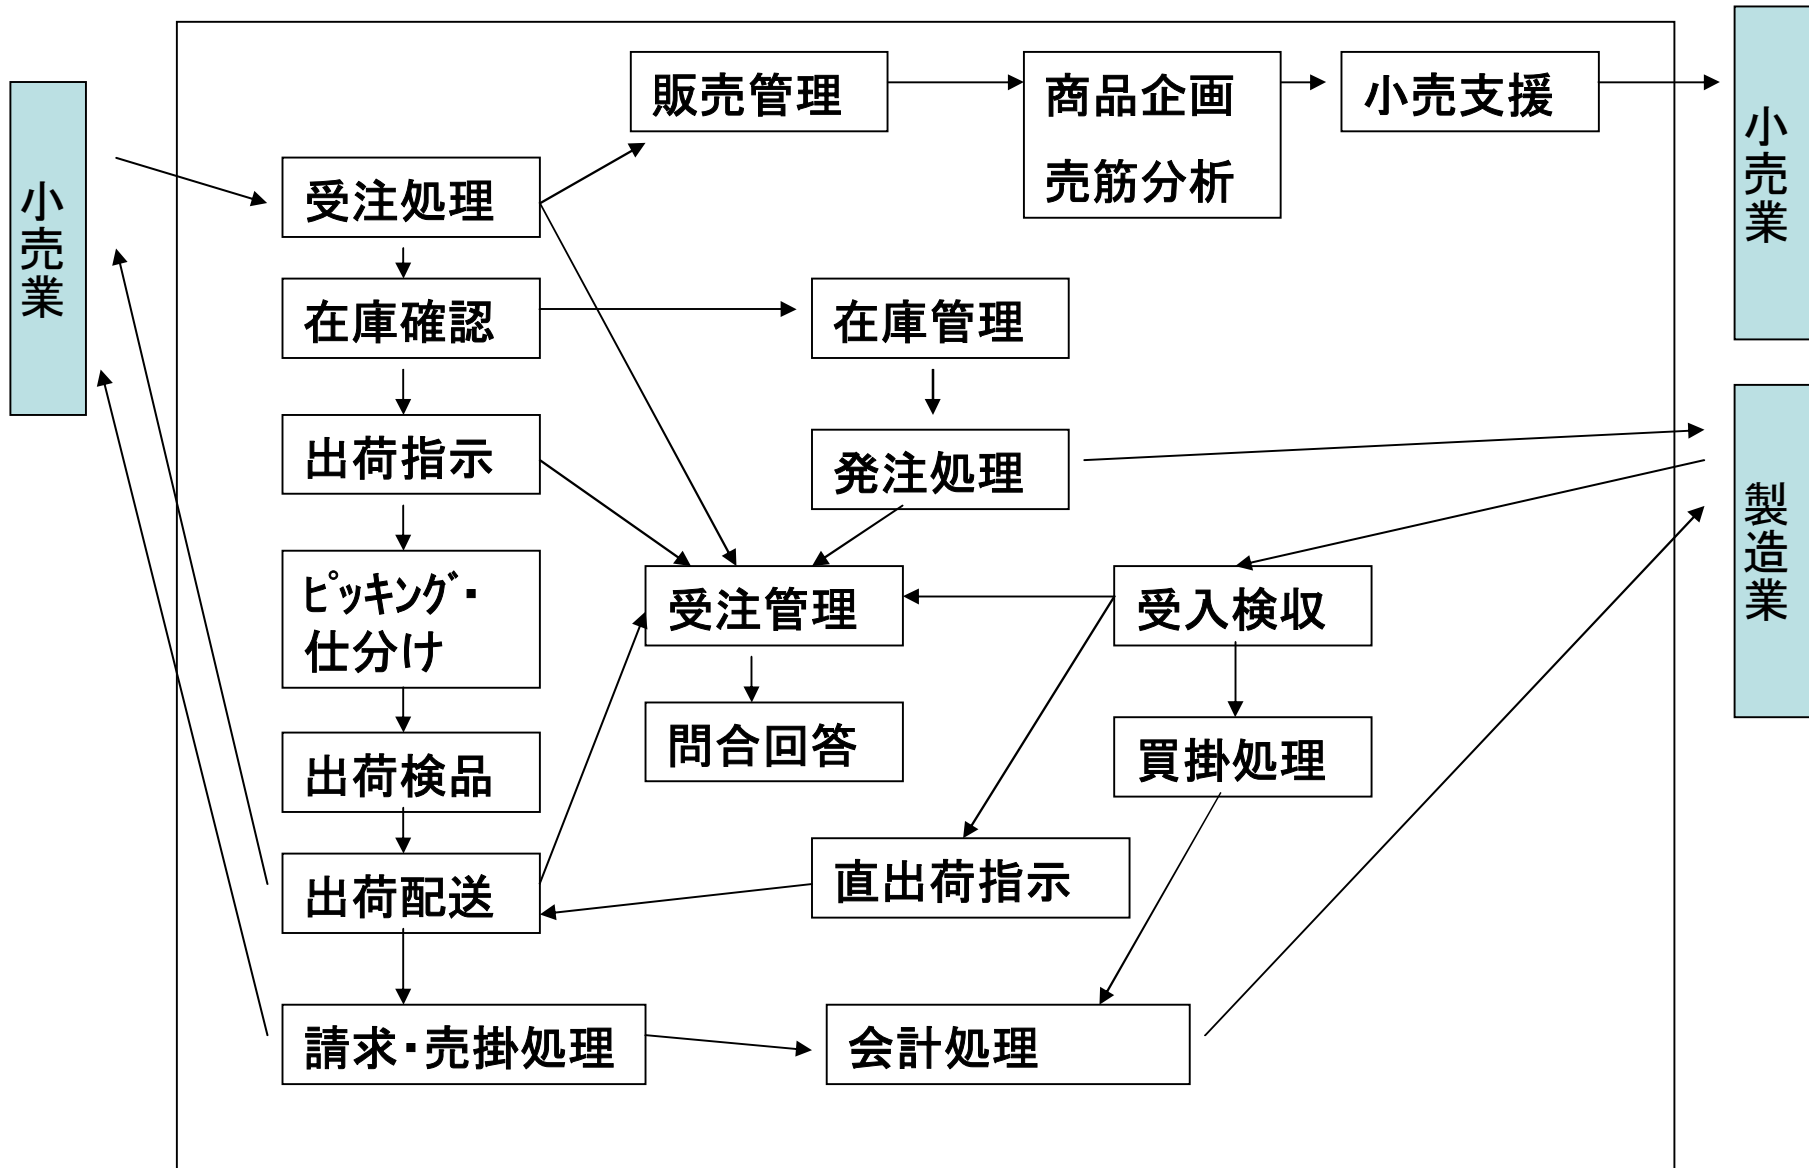 小売業
販売管理
商品企画
売筋分析
小売支援
小売業
受注処理
在庫確認
在庫管理
出荷指示
発注処理
製造業
ﾋﾟｯｷﾝｸﾞ・
仕分け
受注管理
受入検収
出荷検品
問合回答
買掛処理
出荷配送
直出荷指示
請求・売掛処理
会計処理